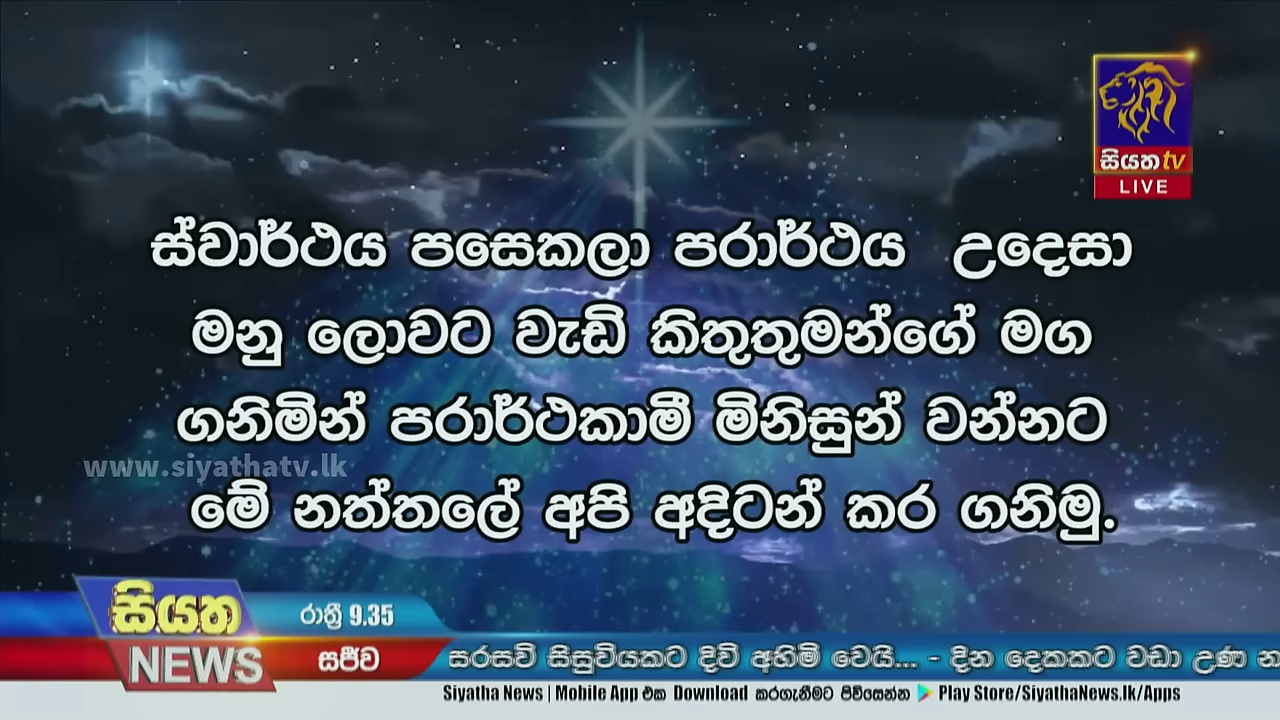 සියත tv
LIVE
ස්වාර්ථය පසෙකලා පරාර්ථය උදෙසා
මනු ලොවට වැඩි කිතුතුමන්ගේ මග
ගනිමින් පරාර්ථකාමී මිනිසුන් වන්නට
www.siyathatv.lk
මේ නත්තලේ අපි අදිටන් කර ගනිමු.
සියත රාත්‍රී 9.35
NEWS සජීව සරසවි සිසුවියකට දිවි අහිමි වෙයි... - දින දෙකකට වඩා උණ
Siyatha News | Mobile App එක Download කරගැනීමට පිවිසෙන්න Play Store/SiyathaNews.lk/Apps